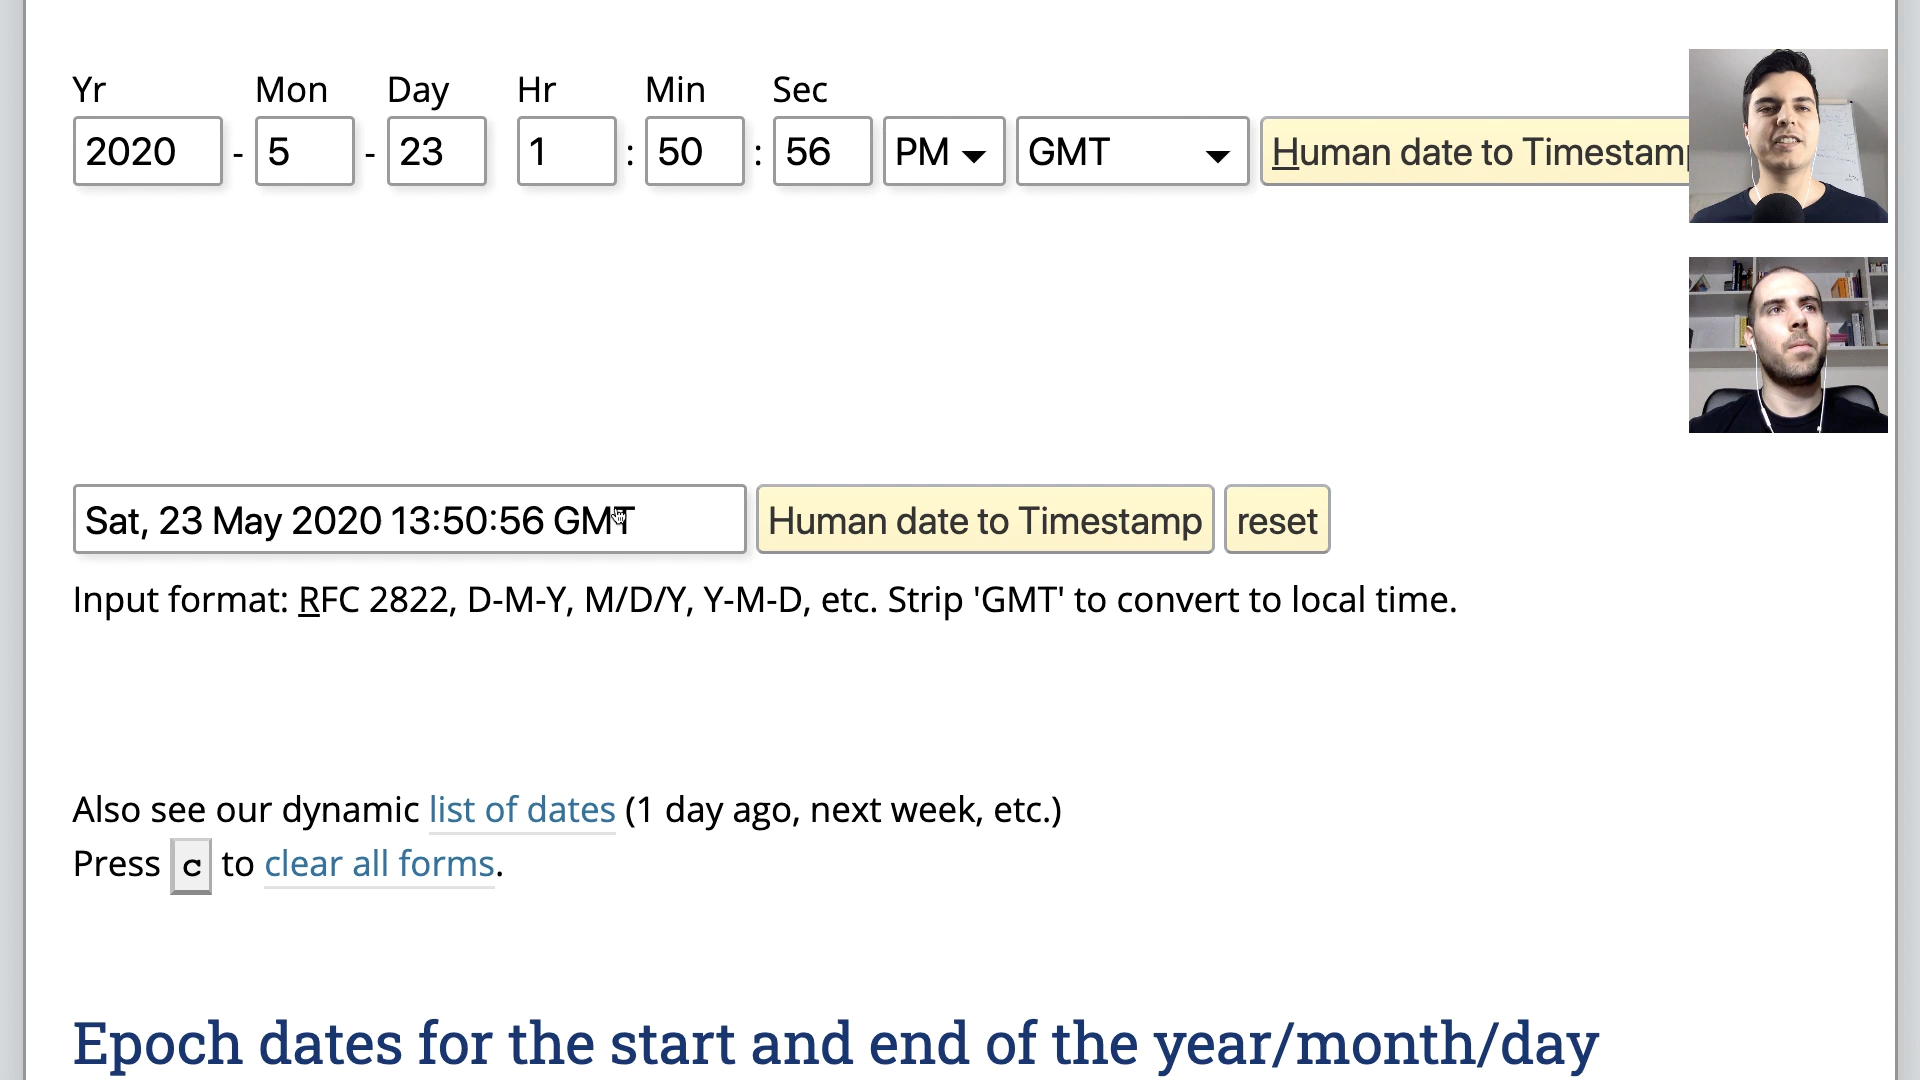 Yr Mon Day Hr Min Sec
2020 - 5 - 23 1 : 50 : 56 PM GMT Human date to Timestamp
Sat, 23 May 2020 13:50:56 GMT Human date to Timestamp reset
Input format: RFC 2822, D-M-Y, M/D/Y, Y-M-D, etc. Strip 'GMT' to convert to local time.
Also see our dynamic list of dates (1 day ago, next week, etc.)
Press c to clear all forms.
Epoch dates for the start and end of the year/month/day